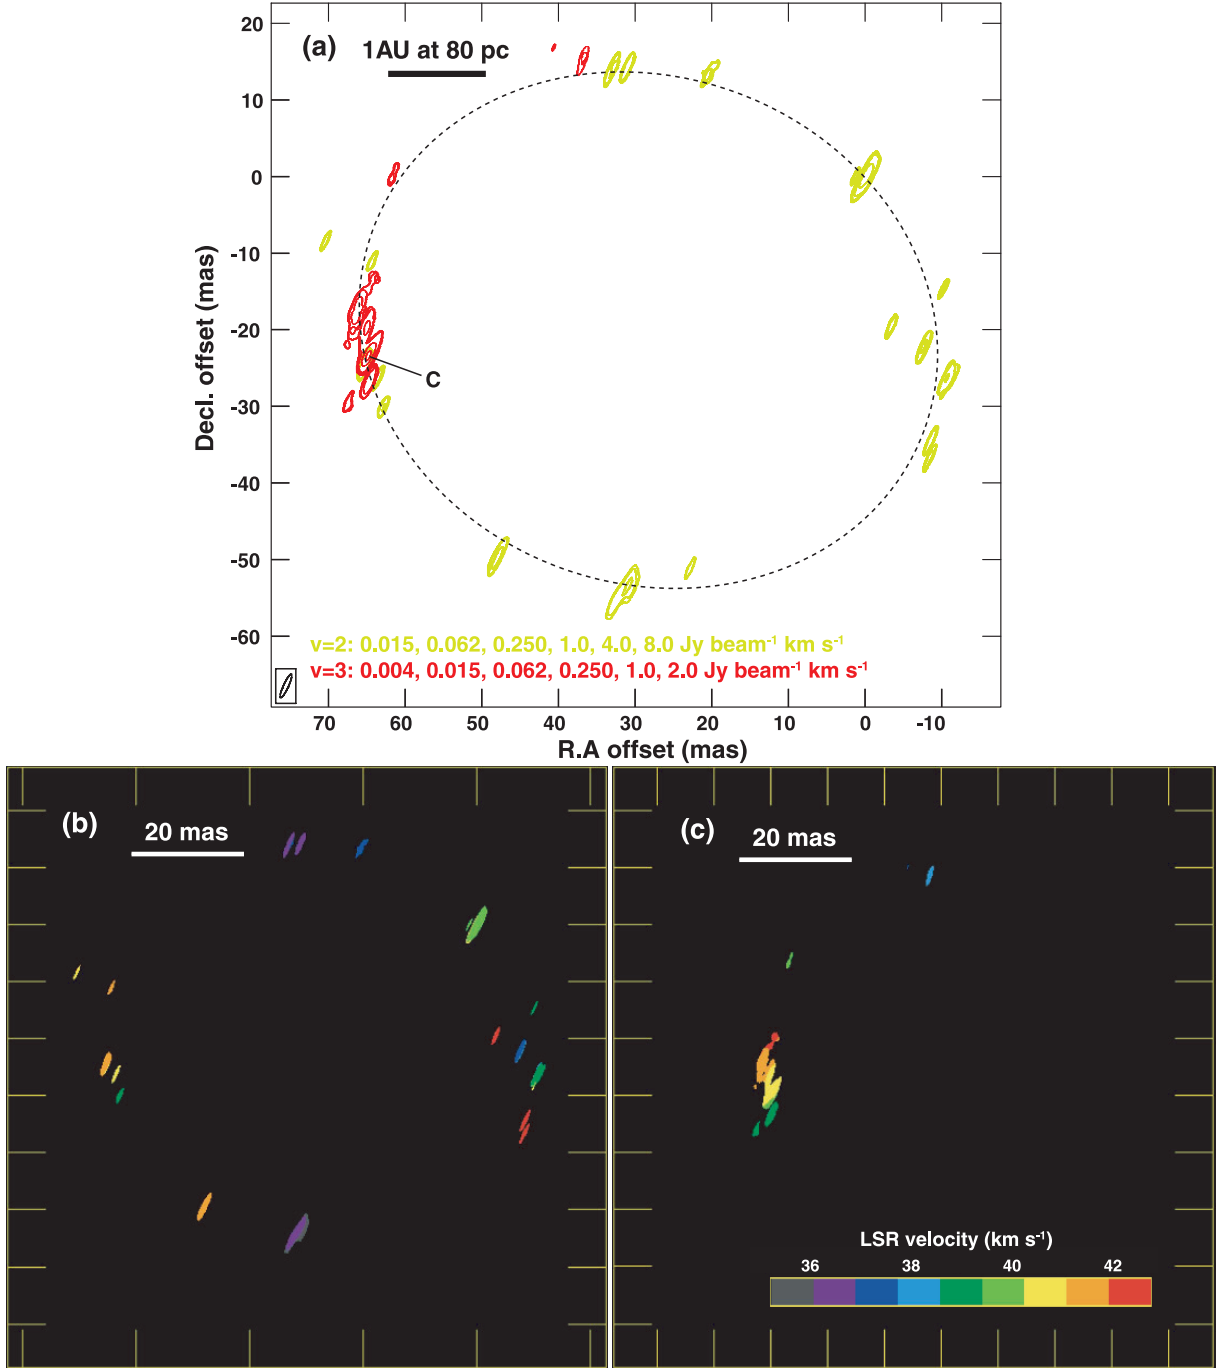 (a) 1AU at 80 pc
20
10
0
-10
-20
-30
-40
-50
-60
Decl. offset (mas)
C
v=2: 0.015, 0.062, 0.250, 1.0, 4.0, 8.0 Jy beam⁻¹ km s⁻¹
v=3: 0.004, 0.015, 0.062, 0.250, 1.0, 2.0 Jy beam⁻¹ km s⁻¹
70 60 50 40 30 20 10 0 -10
R.A offset (mas)
(b) 20 mas
(c) 20 mas
LSR velocity (km s⁻¹)
36 38 40 42